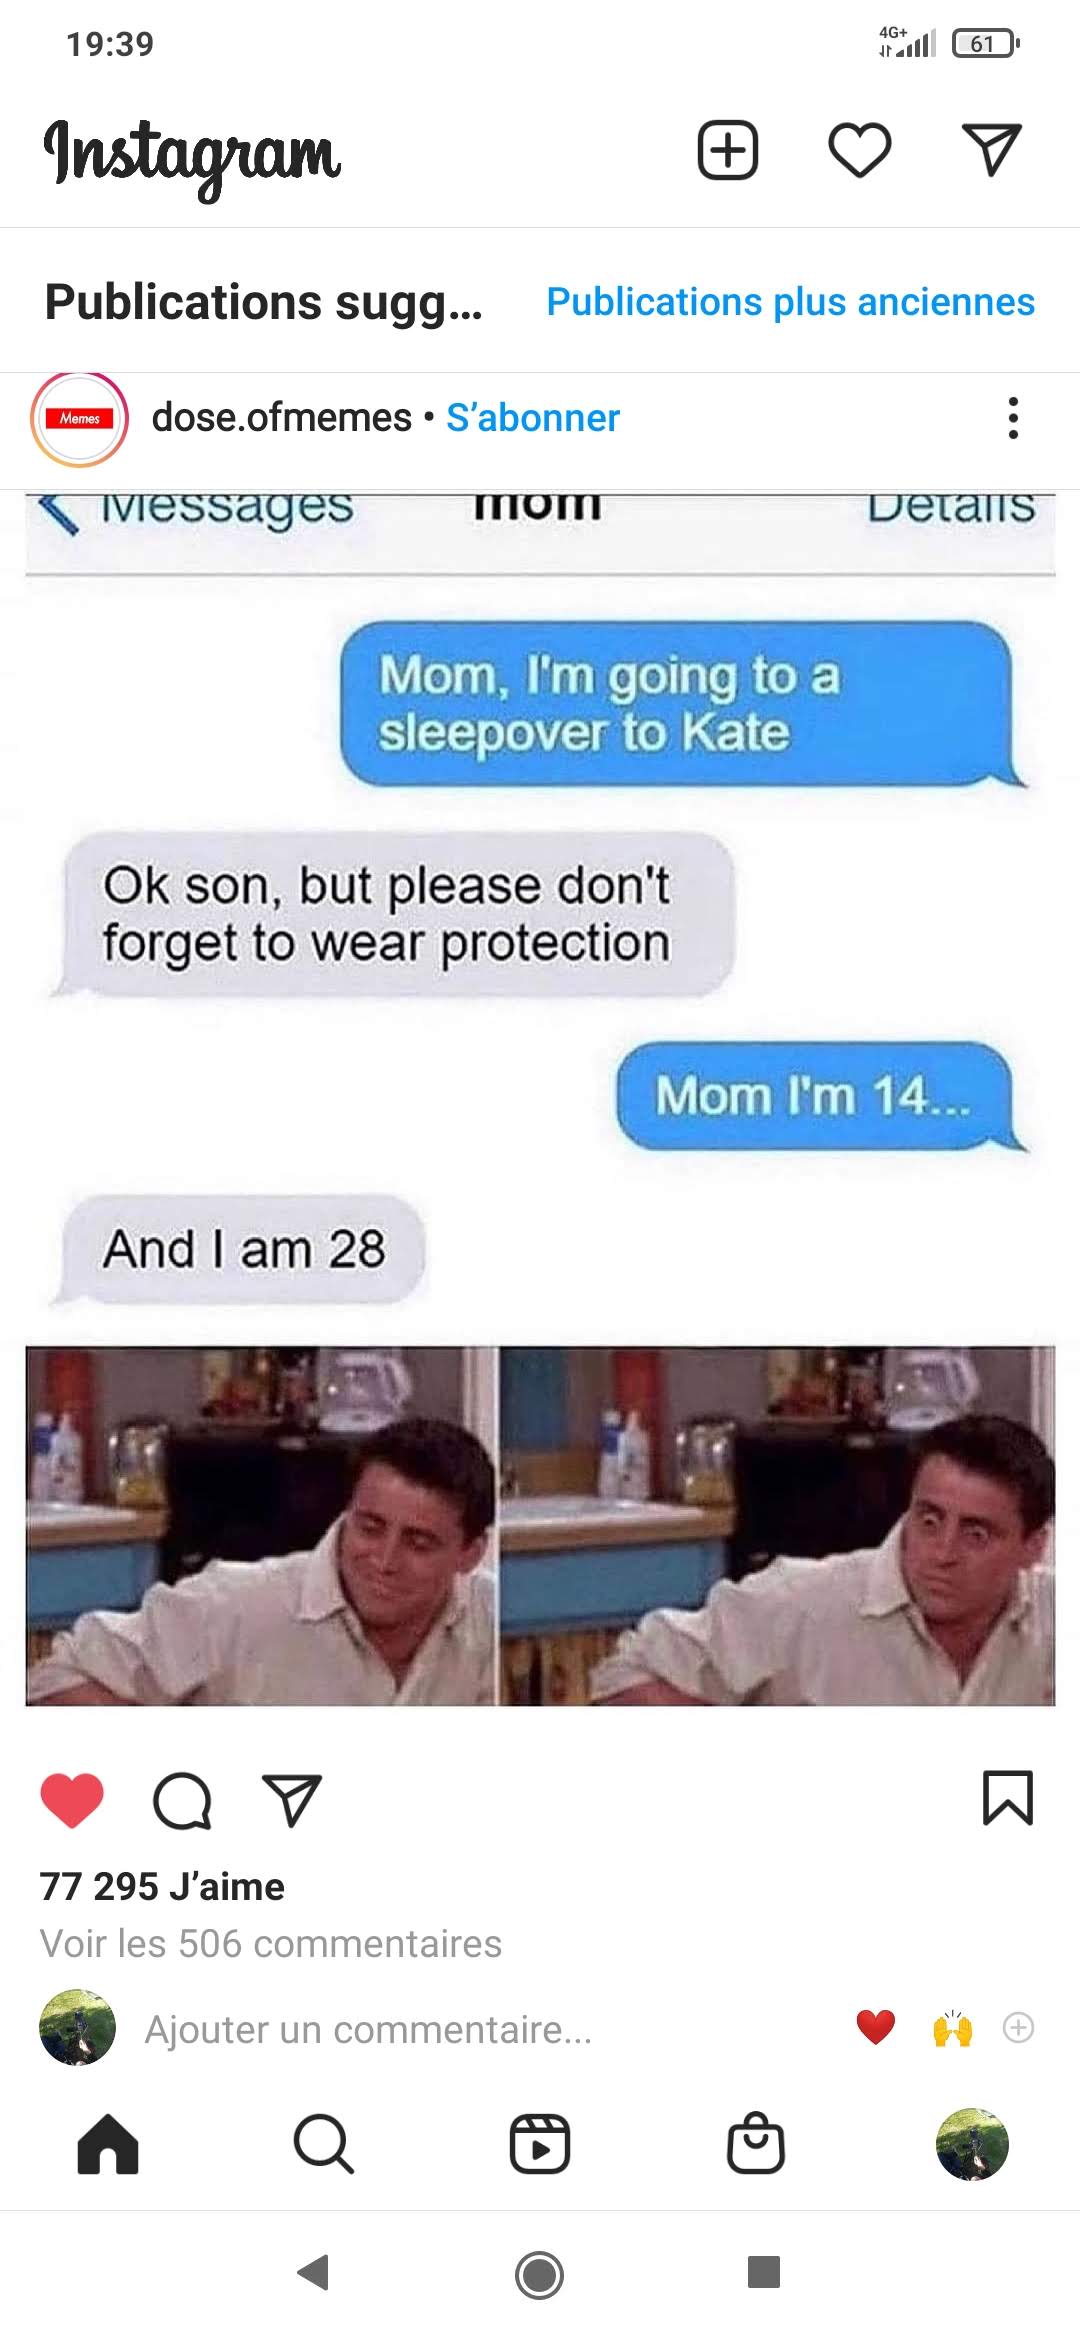 19:39
4G+
61
Instagram
Publications sugg...
Publications plus anciennes
Memes
dose.ofmemes • S’abonner
Messages
mom
Details
Mom, I'm going to a
sleepover to Kate
Ok son, but please don't
forget to wear protection
Mom I'm 14...
And I am 28
77 295 J’aime
Voir les 506 commentaires
Ajouter un commentaire...